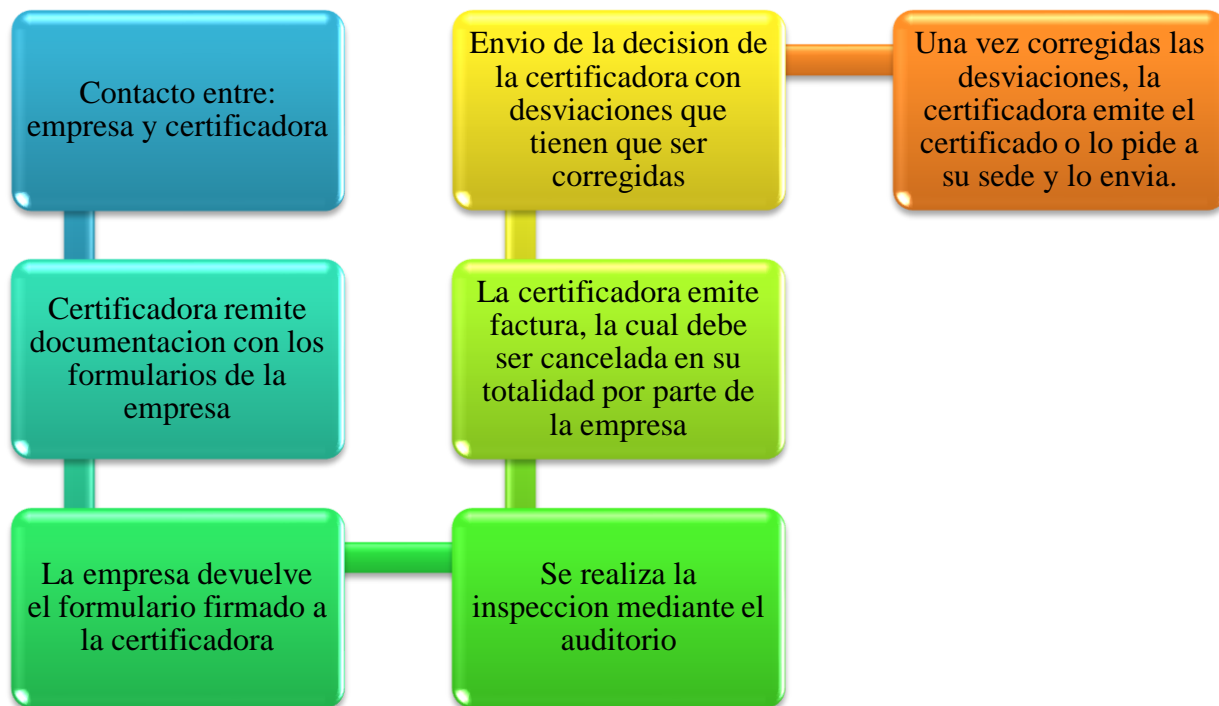 Contacto entre:
empresa y certificadora
Certificadora remite
documentacion con los
formularios de la
empresa
La empresa devuelve
el formulario firmado a
la certificadora
Se realiza la
inspeccion mediante el
auditorio
La certificadora emite
factura, la cual debe
ser cancelada en su
totalidad por parte de
la empresa
Envio de la decision de
la certificadora con
desviaciones que
tienen que ser
corregidas
Una vez corregidas las
desviaciones, la
certificadora emite el
certificado o lo pide a
su sede y lo envia.